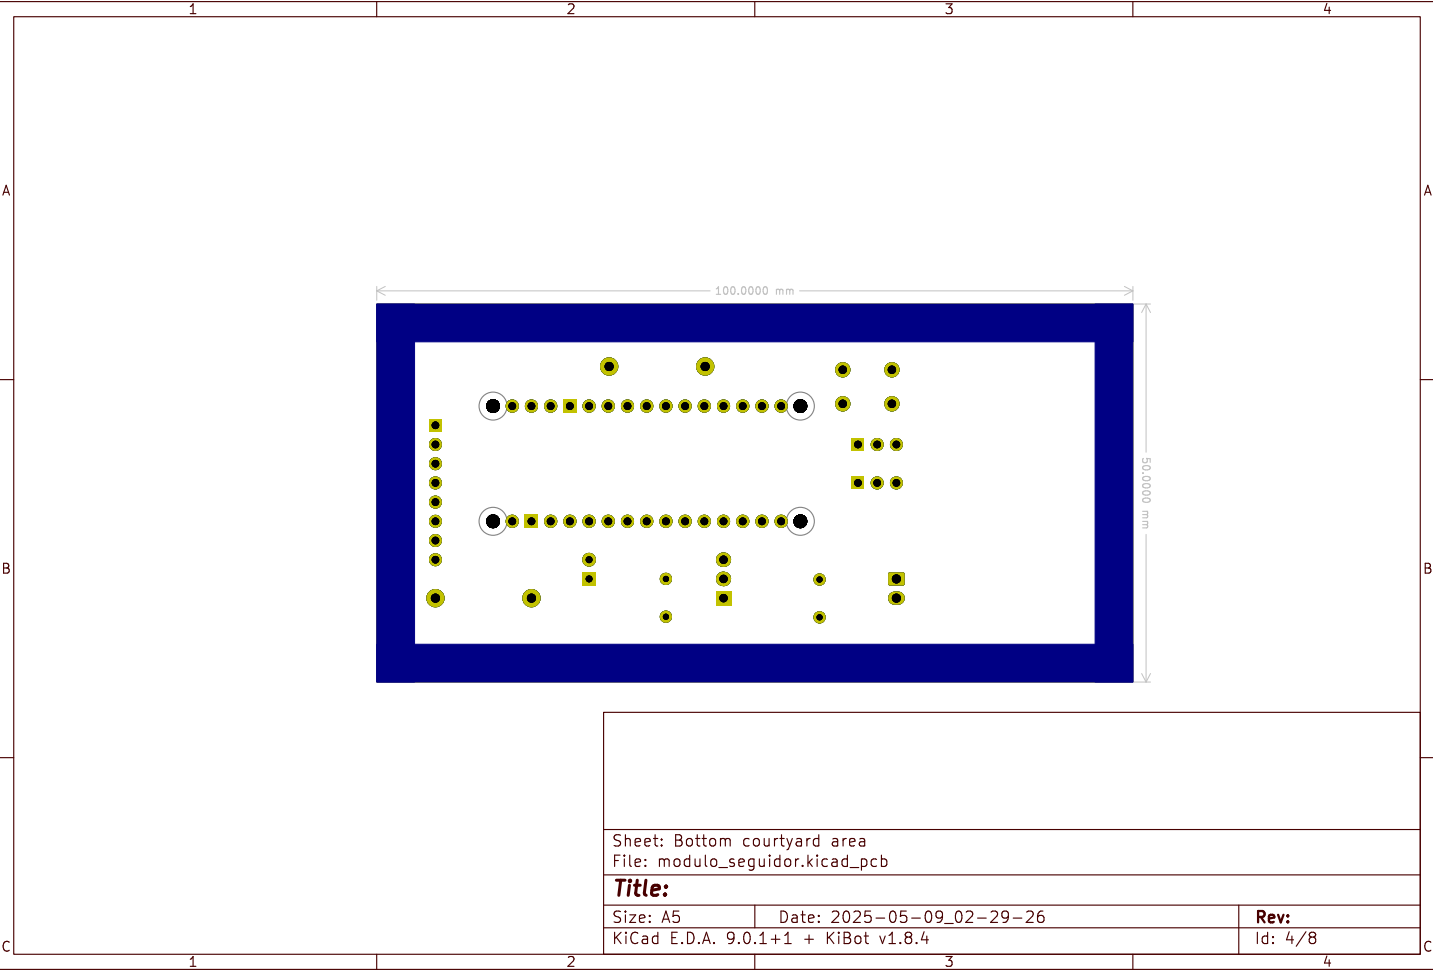 1 2 3 4
A A
100.0000 mm
50.0000 mm
B B
Sheet: Bottom courtyard area
File: modulo_seguidor.kicad_pcb
Title:
Size: A5 Date: 2025-05-09_02-29-26 Rev:
KiCad E.D.A. 9.0.1+1 + KiBot v1.8.4 Id: 4/8
C C
1 2 3 4